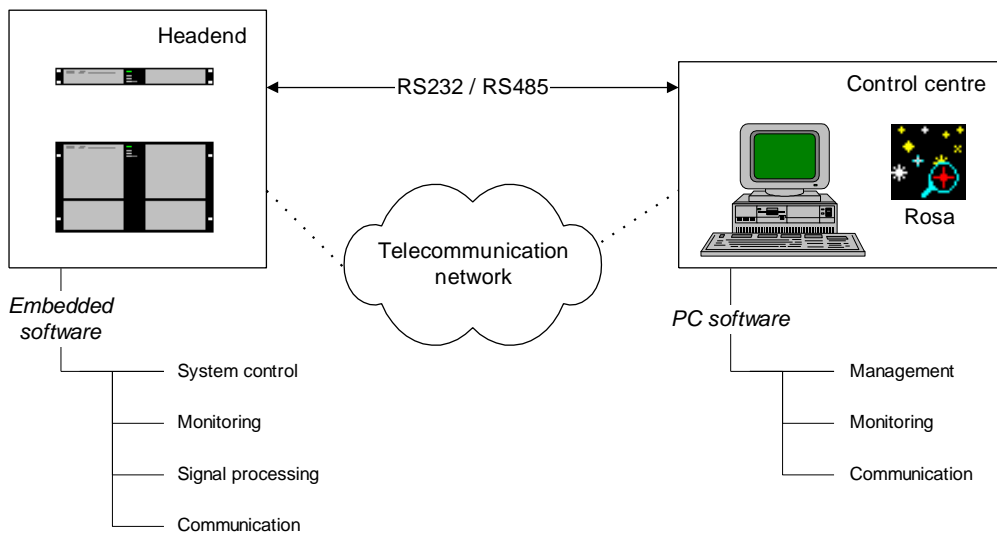 Headend
RS232 / RS485
Control centre
Rosa
Telecommunication
network
Embedded
software
System control
Monitoring
Signal processing
Communication
PC software
Management
Monitoring
Communication